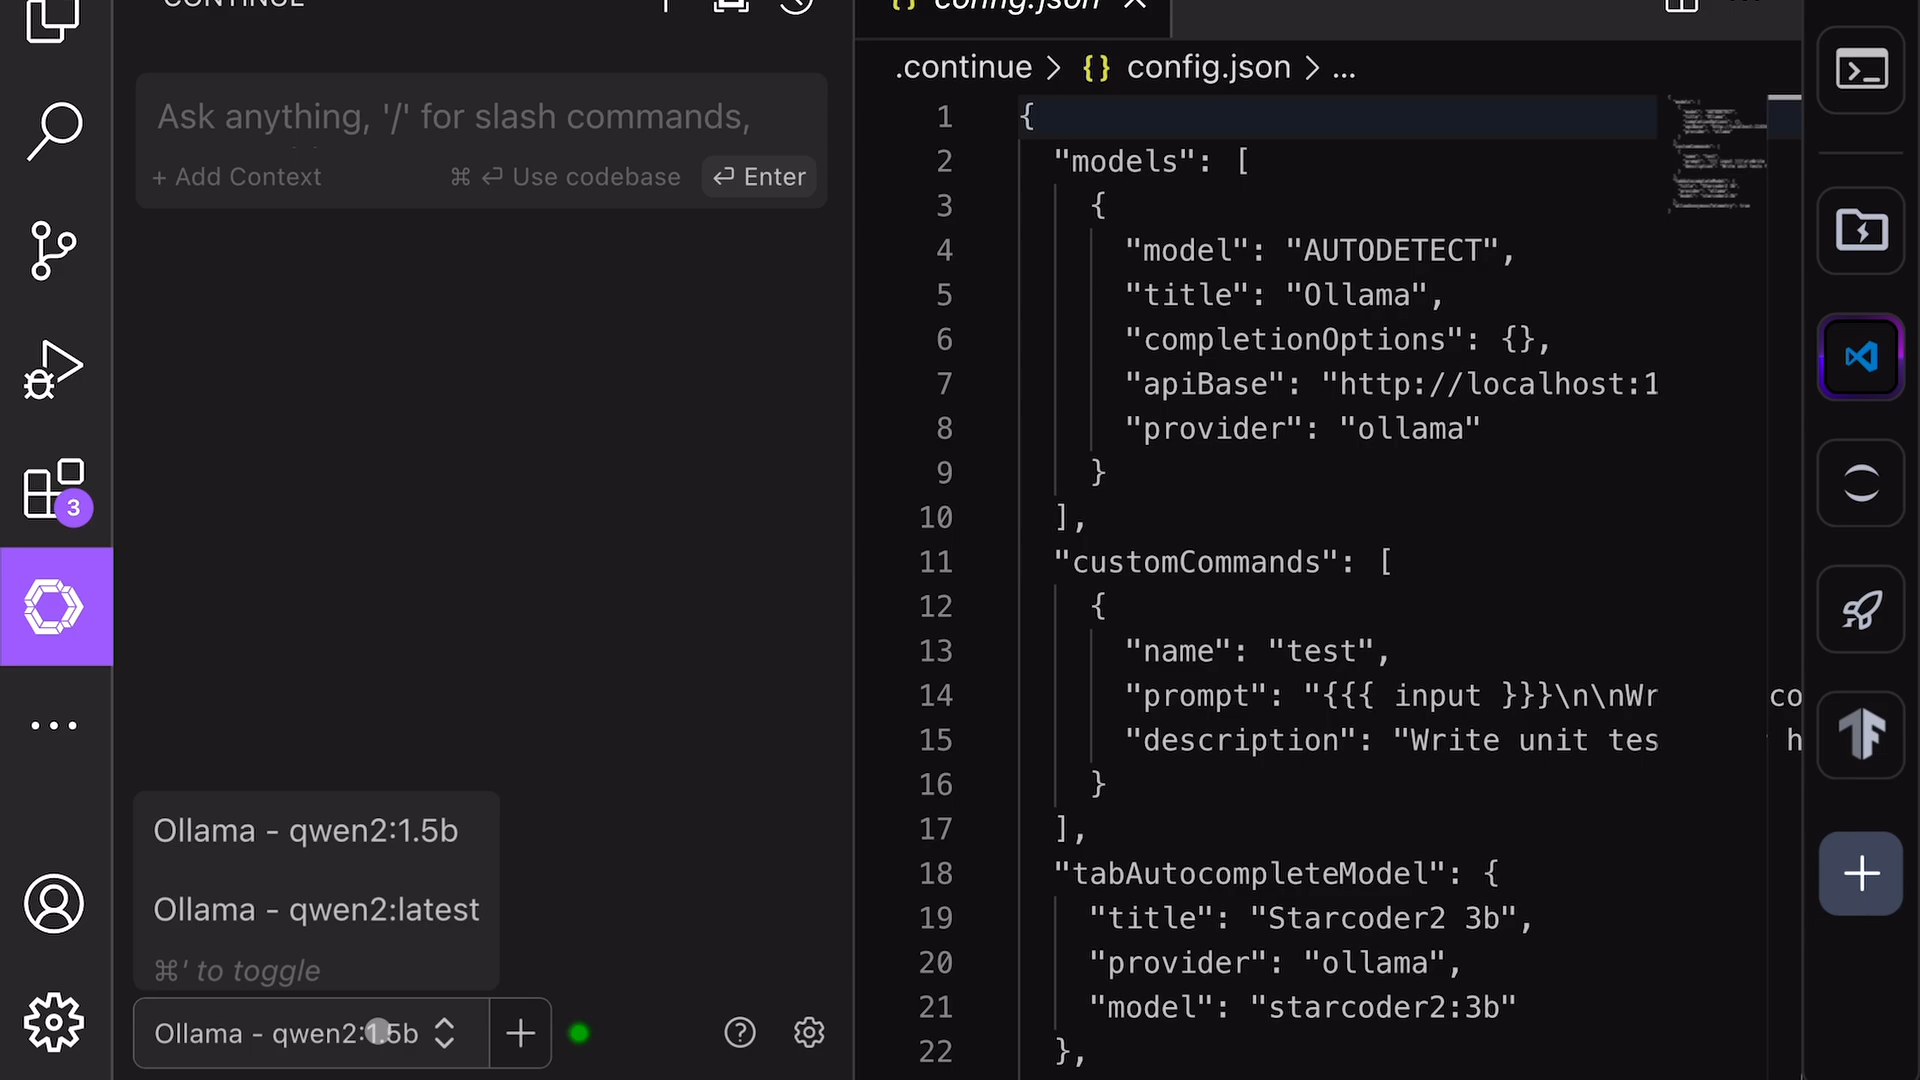 CONTINUE
Ask anything, '/' for slash commands,
+ Add Context
⌘ ⏎ Use codebase
⏎ Enter
3
Ollama - qwen2:1.5b
Ollama - qwen2:latest
⌘' to toggle
Ollama - qwen2:1.5b
{} config.json
.continue > {} config.json > ...
1 {
2 "models": [
3 {
4 "model": "AUTODETECT",
5 "title": "Ollama",
6 "completionOptions": {},
7 "apiBase": "http://localhost:1
8 "provider": "ollama"
9 }
10 ],
11 "customCommands": [
12 {
13 "name": "test",
14 "prompt": "{{{ input }}}\n\nWr co
15 "description": "Write unit tes h
16 }
17 ],
18 "tabAutocompleteModel": {
19 "title": "Starcoder2 3b",
20 "provider": "ollama",
21 "model": "starcoder2:3b"
22 },